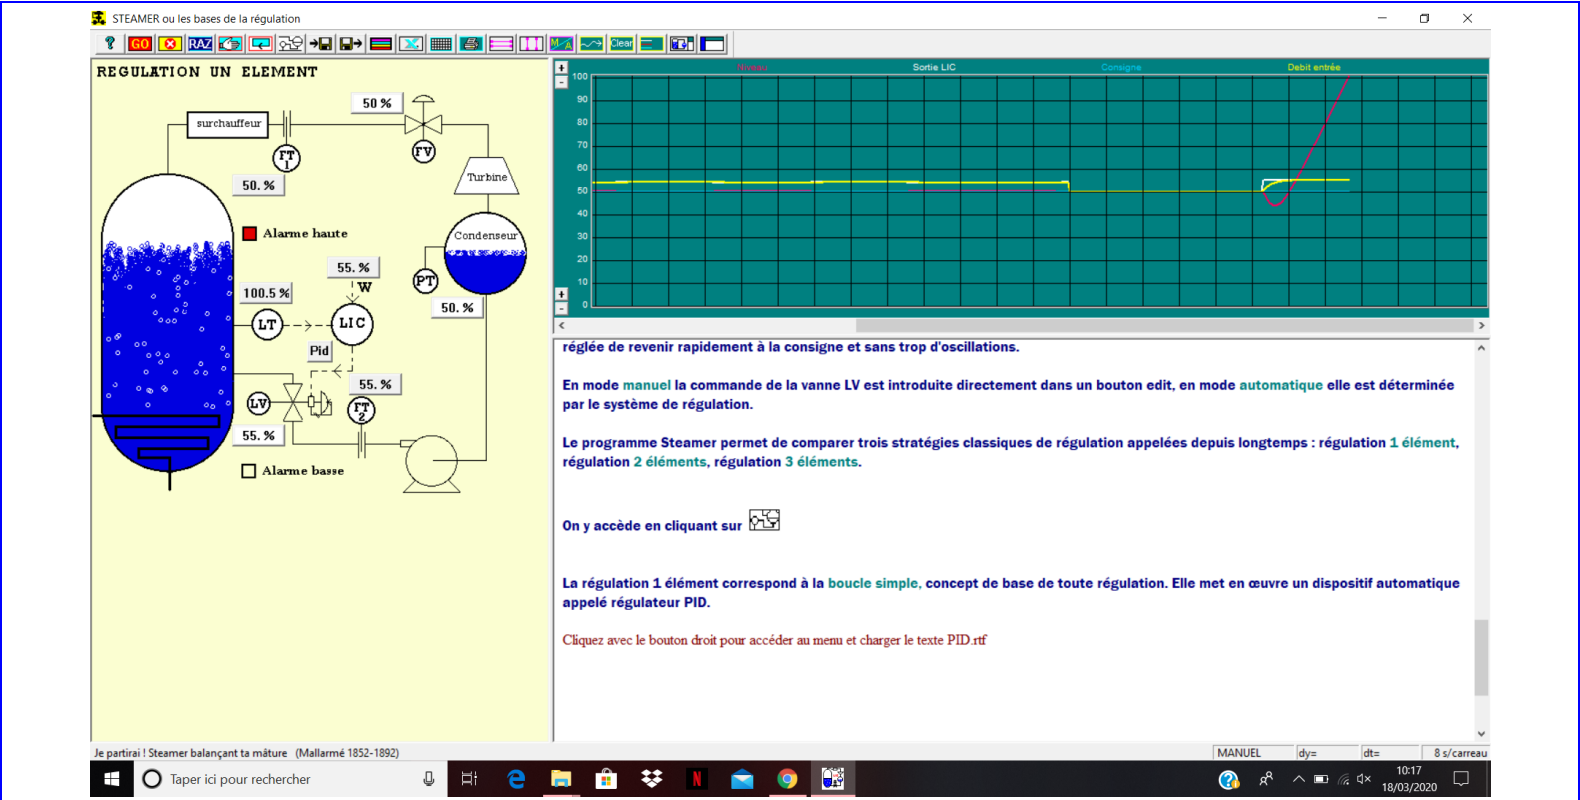 STEAMER ou les bases de la régulation
? GO RAZ M/A Clear
REGULATION UN ELEMENT
50 %
surchauffeur
FT 1
FV
50. %
Turbine
Alarme haute
Condenseur
55. %
W
PT
100.5 %
50. %
LT
LIC
Pid
55. %
LV
FT 2
55. %
Alarme basse
Niveau Sortie LIC Consigne Debit entrée
100
90
80
70
60
50
40
30
20
10
0
réglée de revenir rapidement à la consigne et sans trop d'oscillations.
En mode manuel la commande de la vanne LV est introduite directement dans un bouton edit, en mode automatique elle est déterminée
par le système de régulation.
Le programme Steamer permet de comparer trois stratégies classiques de régulation appelées depuis longtemps : régulation 1 élément,
régulation 2 éléments, régulation 3 éléments.
On y accède en cliquant sur
La régulation 1 élément correspond à la boucle simple, concept de base de toute régulation. Elle met en œuvre un dispositif automatique
appelé régulateur PID.
Cliquez avec le bouton droit pour accéder au menu et charger le texte PID.rtf
Je partirai ! Steamer balançant ta mâture (Mallarmé 1852-1892)
MANUEL dy= dt= 8 s/carreau
Taper ici pour rechercher
10:17
18/03/2020